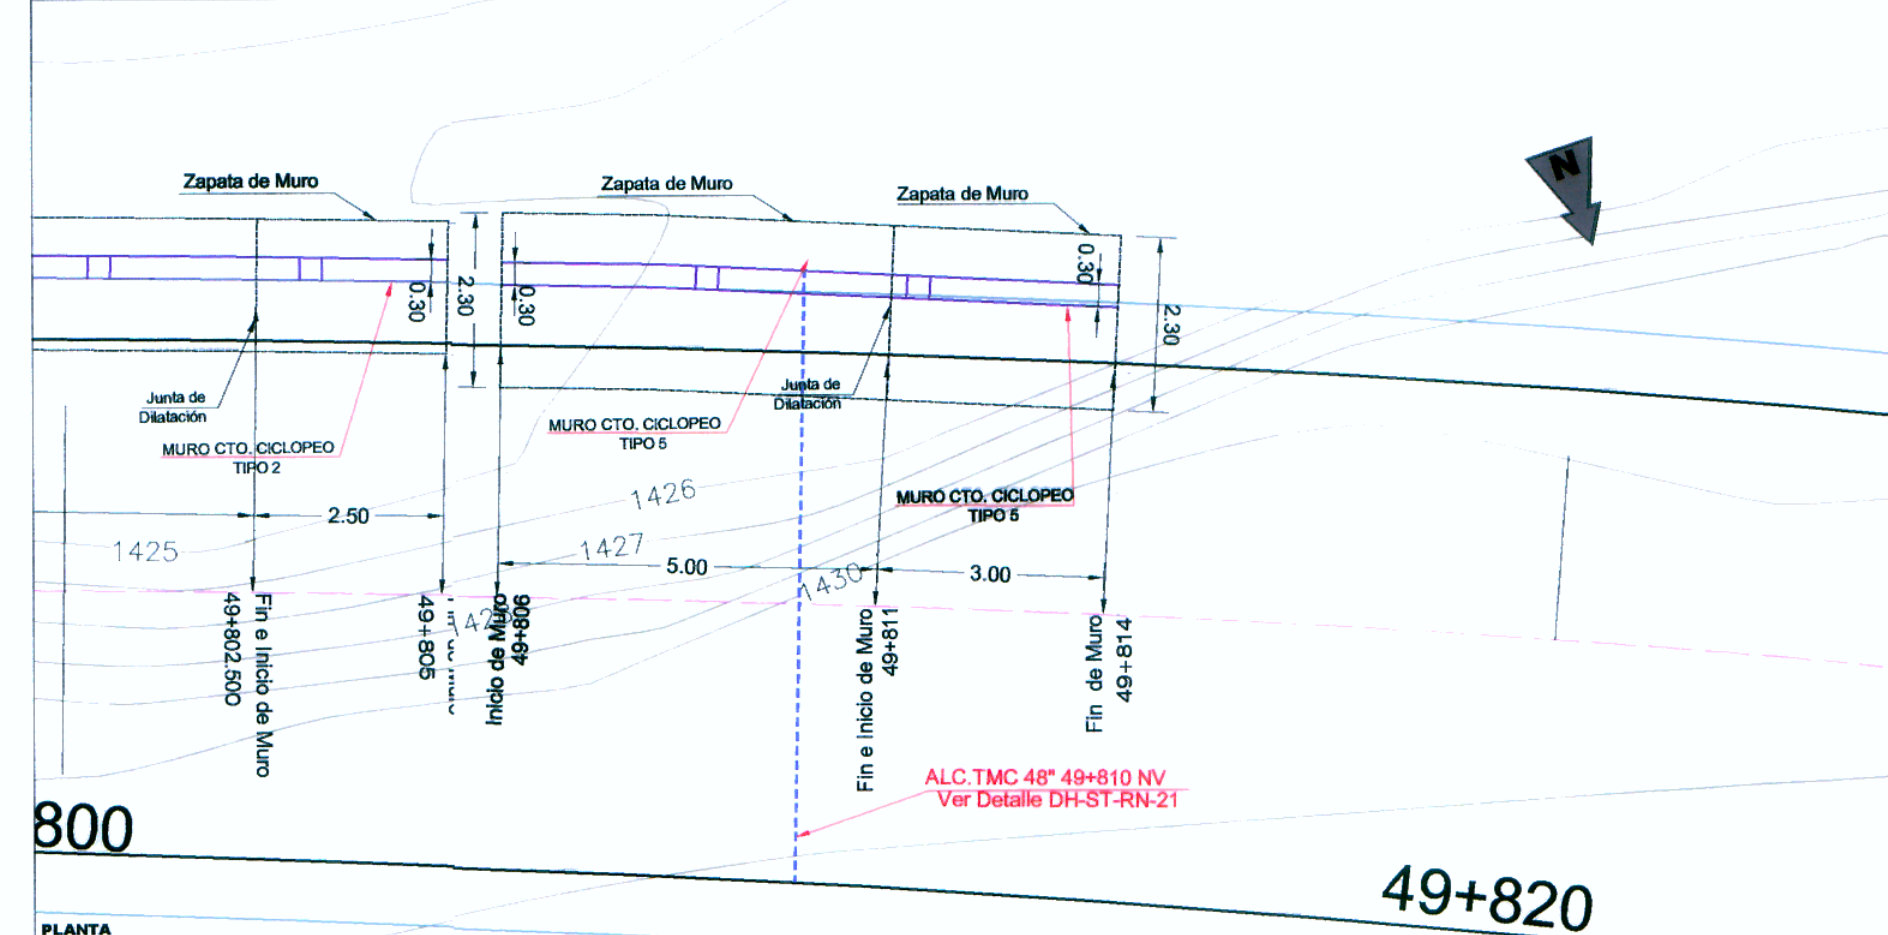 N
Zapata de Muro
Zapata de Muro
Zapata de Muro
0.30
2.30
0.30
0.30
2.30
Junta de
Dilatación
MURO CTO. CICLOPEO
TIPO 2
Junta de
Dilatación
MURO CTO. CICLOPEO
TIPO 5
MURO CTO. CICLOPEO
TIPO 5
1426
2.50
1425
1427
5.00
3.00
1430
49+802.500
Fin e Inicio de Muro
49+805
Inicio de Muro
49+806
Fin e Inicio de Muro
49+811
Fin de Muro
49+814
ALC.TMC 48" 49+810 NV
Ver Detalle DH-ST-RN-21
800
49+820
PLANTA